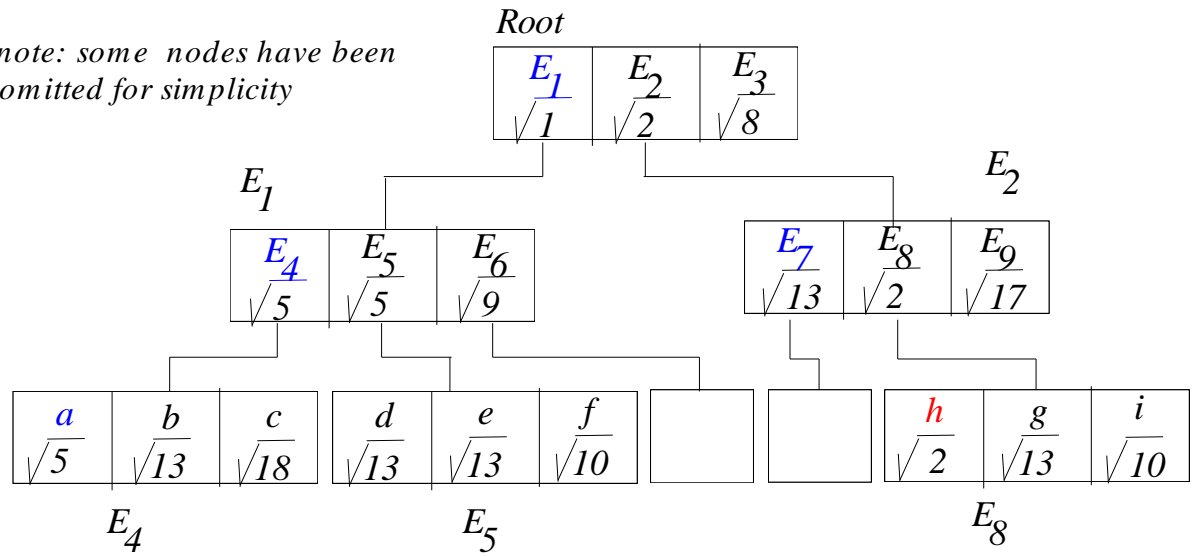 Root
note: some nodes have been
omitted for simplicity
E1 E2 E3
√1 √2 √8
E1
E2
E4 E5 E6
√5 √5 √9
E7 E8 E9
√13 √2 √17
a b c
√5 √13 √18
d e f
√13 √13 √10
h g i
√2 √13 √10
E4
E5
E8